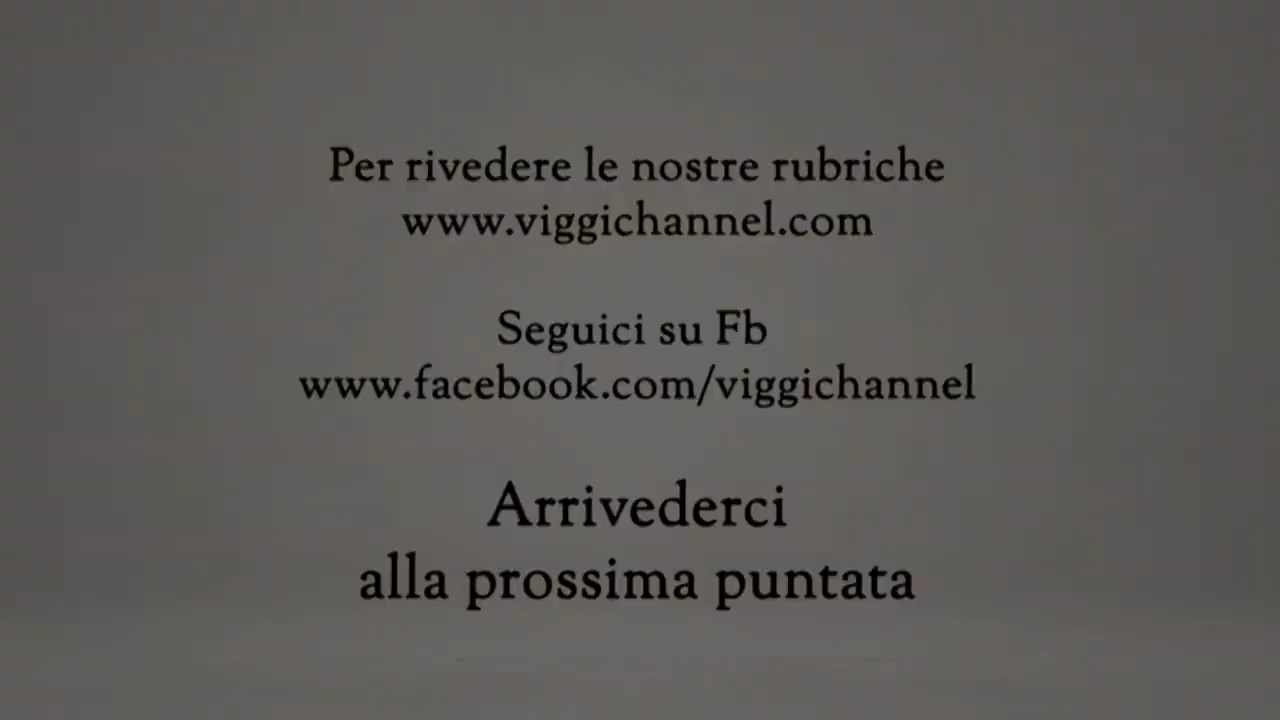 Per rivedere le nostre rubriche
www.viggichannel.com
Seguici su Fb
www.facebook.com/viggichannel
Arrivederci
alla prossima puntata